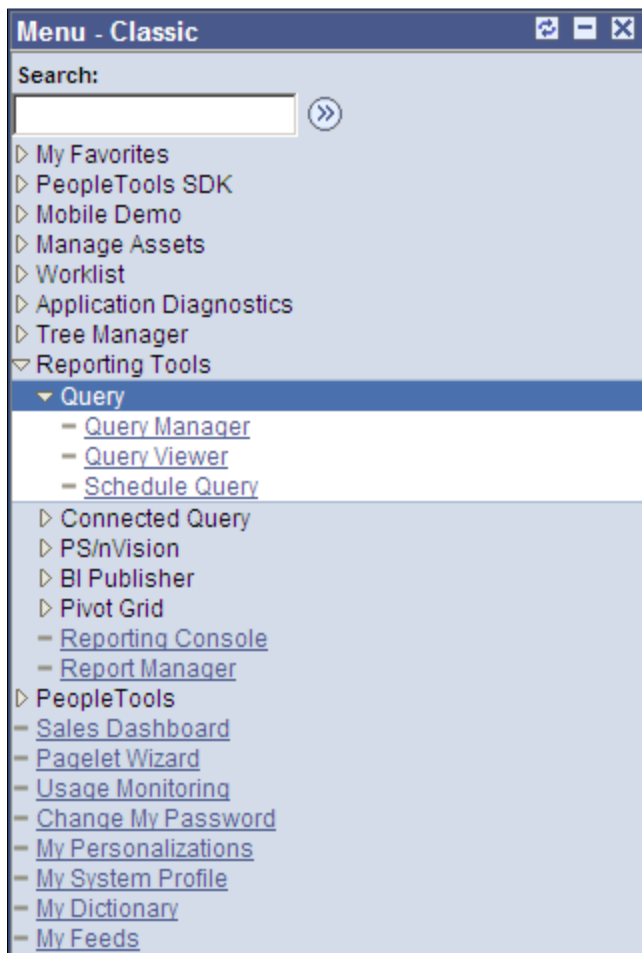 Menu - Classic
Search:
My Favorites
PeopleTools SDK
Mobile Demo
Manage Assets
Worklist
Application Diagnostics
Tree Manager
Reporting Tools
Query
Query Manager
Query Viewer
Schedule Query
Connected Query
PS/nVision
BI Publisher
Pivot Grid
Reporting Console
Report Manager
PeopleTools
Sales Dashboard
Pagelet Wizard
Usage Monitoring
Change My Password
My Personalizations
My System Profile
My Dictionary
My Feeds